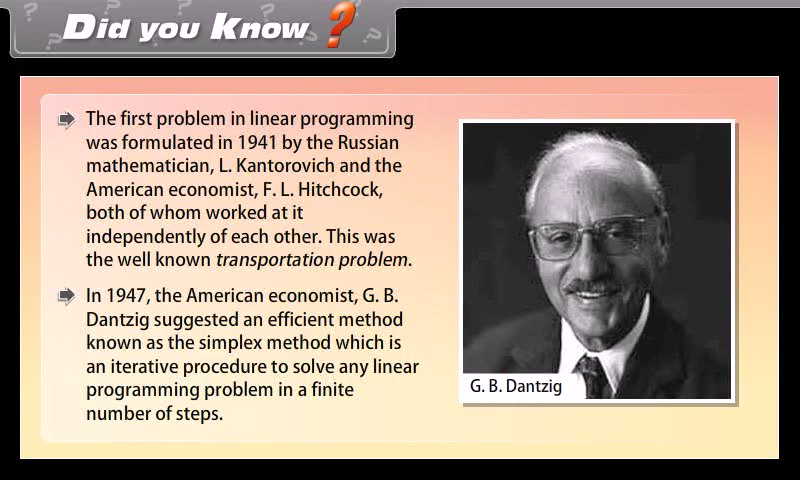 Did you Know ?
The first problem in linear programming
was formulated in 1941 by the Russian
mathematician, L. Kantorovich and the
American economist, F. L. Hitchcock,
both of whom worked at it
independently of each other. This was
the well known transportation problem.
In 1947, the American economist, G. B.
Dantzig suggested an efficient method
known as the simplex method which is
an iterative procedure to solve any linear
programming problem in a finite
number of steps.
G. B. Dantzig